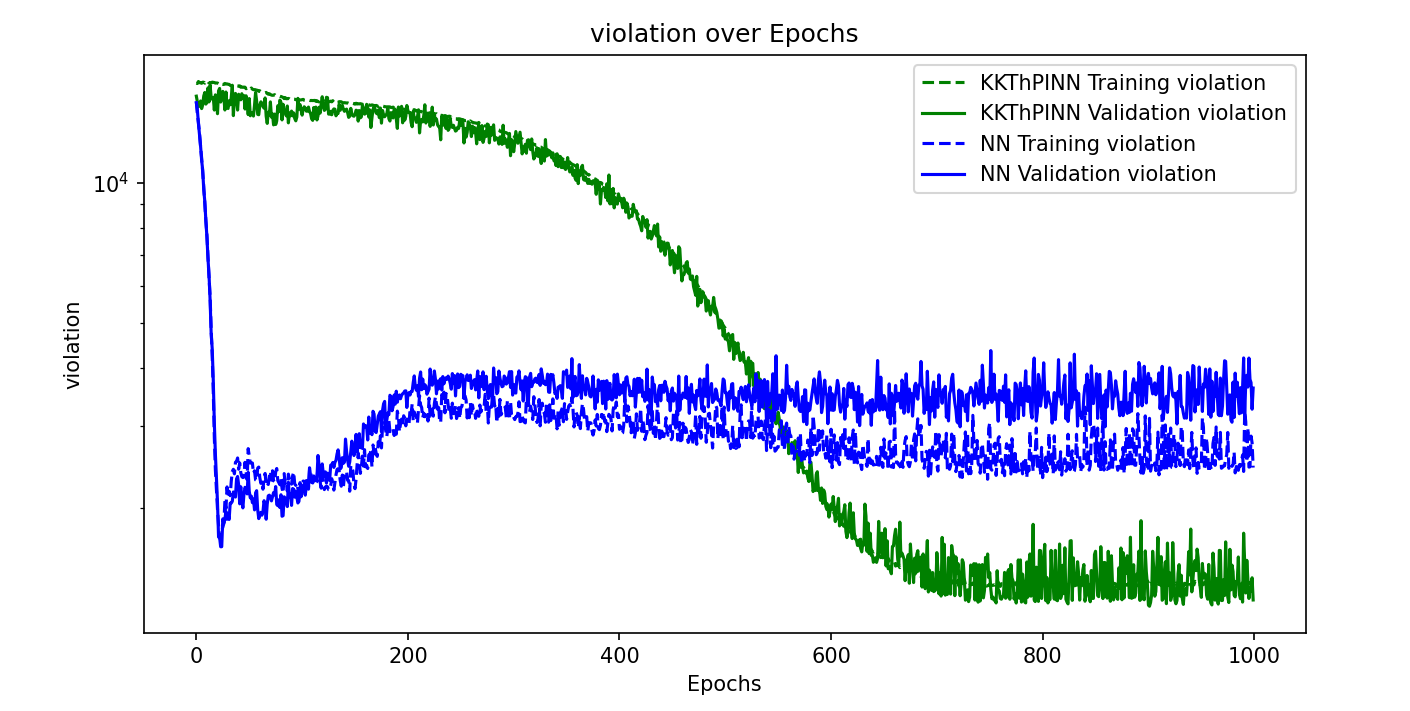 violation over Epochs
KKThPINN Training violation
KKThPINN Validation violation
NN Training violation
NN Validation violation
10^4
violation
0 200 400 600 800 1000
Epochs